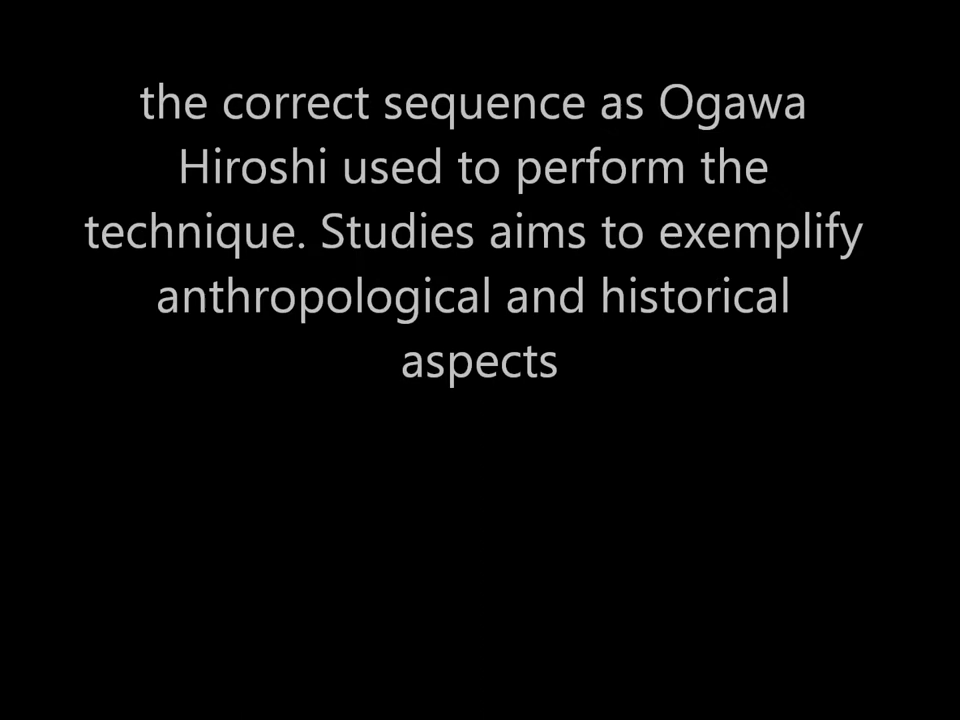 the correct sequence as Ogawa
Hiroshi used to perform the
technique. Studies aims to exemplify
anthropological and historical
aspects